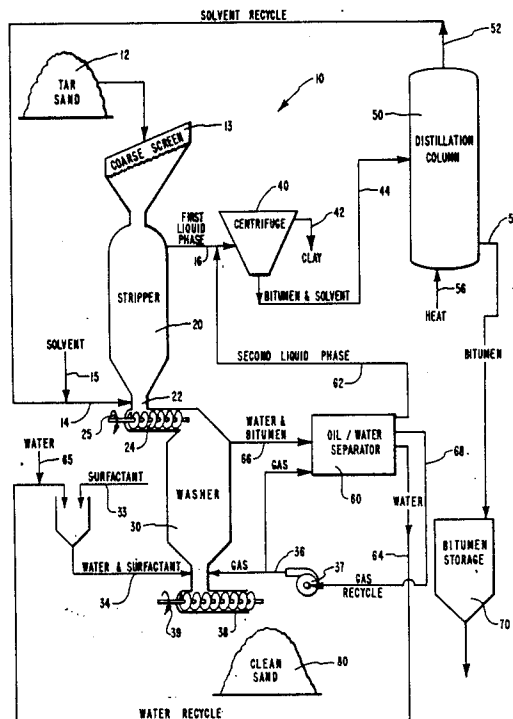 SOLVENT RECYCLE
52
12
TAR
SAND
10
13
COARSE SCREEN
50
DISTILLATION
COLUMN
40
44
FIRST
LIQUID
PHASE
16
CENTRIFUGE
42
CLAY
5
STRIPPER
BITUMEN & SOLVENT
56
HEAT
20
SOLVENT
15
SECOND LIQUID PHASE
62
BITUMEN
22
14
25
24
WATER
65
SURFACTANT
33
WATER &
BITUMEN
66
OIL / WATER
SEPARATOR
60
68
WASHER
GAS
WATER
30
64
WATER & SURFACTANT
34
GAS
36
37
GAS
RECYCLE
BITUMEN
STORAGE
70
39
38
CLEAN
SAND
80
WATER RECYCLE